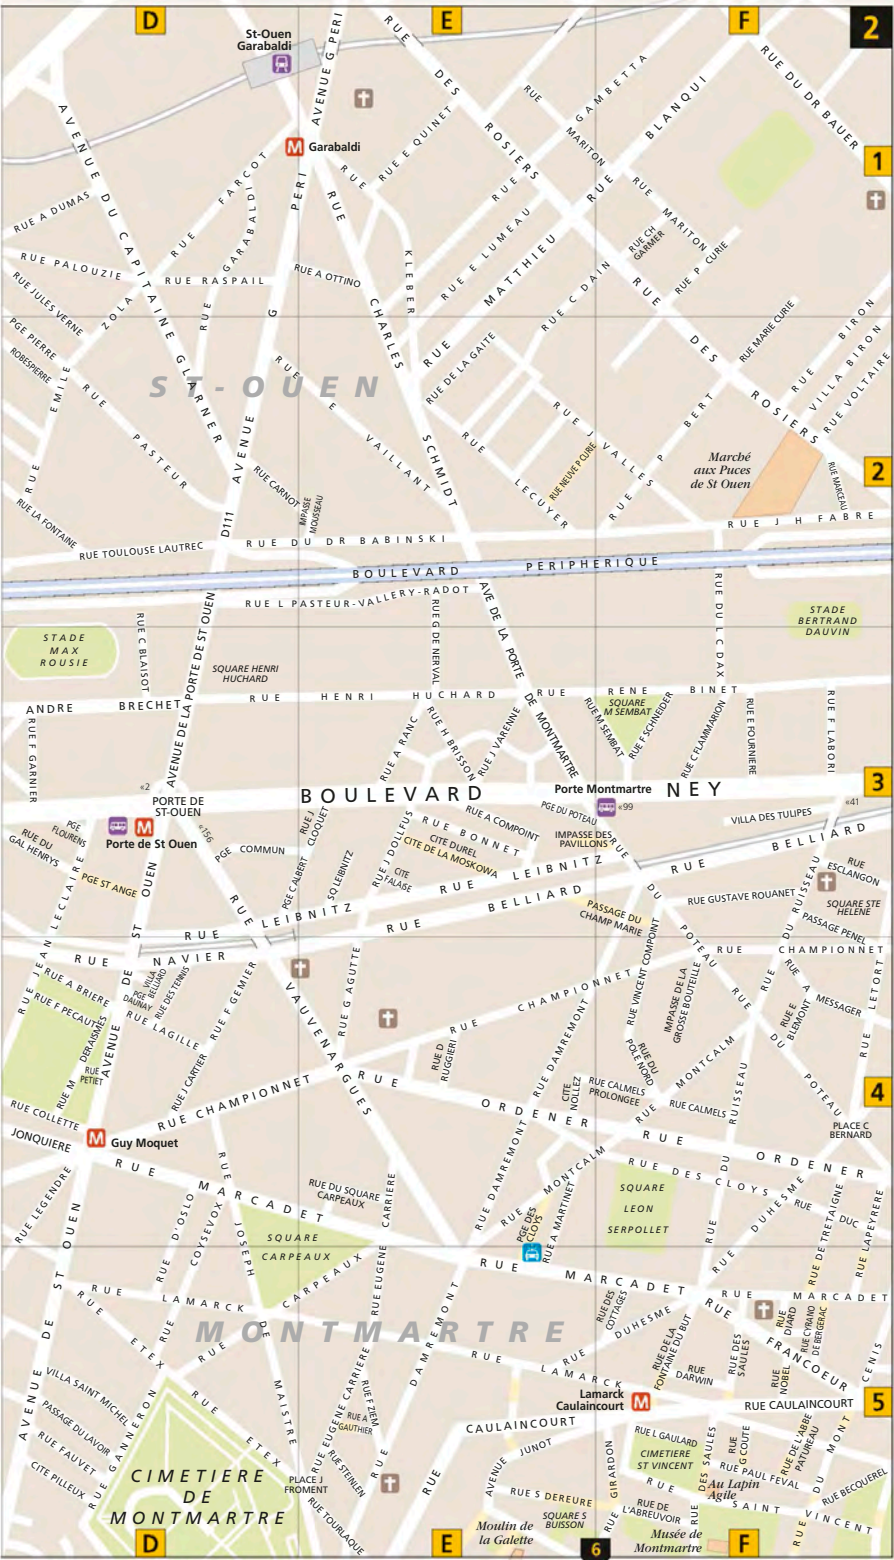 D
E
F
2
St-Ouen
Garabaldi
AVENUE G PERI
RUE DES ROSIERS
RUE DU DR BAUER
GAMBETTA
RUE MARITON
BLANQUI
1
AVENUE DU CAPITAINE GLARNER
M Garabaldi
RUE E QUINET
RUE FARCOT
RUE A DUMAS
RUE GARABALDI
PERI
RUE
RUE MARITON
RUE CH
GARMER
RUE P CURIE
KLEBER
RUE E LUMEAU
RUE MATTHIEU
RUE C DAIN
RUE PALOUZIE
RUE RASPAIL
RUE A OTTINO
RUE JULES VERNE
PGE PIERRE
ROBESPIERRE
ZOLA
EMILE
RUE
G
CHARLES
RUE DES ROSIERS
RUE MARIE CURIE
RUE BIRON
VILLA BIRON
RUE VOLTAIRE
RUE DE LA GAITE
ST-OUEN
RUE PASTEUR
RUE E VAILLANT
SCHMIDT
RUE LECUYER
RUE J VALLES
RUE NEUVE P CURIE
RUE P BERT
Marché
aux Puces
de St Ouen
RUE MARCEAU
2
AVENUE
RUE CARNOT
IMPASSE
MOUSSEAU
D111
RUE LA FONTAINE
RUE TOULOUSE LAUTREC
RUE DU DR BABINSKI
RUE J H FABRE
BOULEVARD PERIPHERIQUE
RUE L PASTEUR-VALLERY-RADOT
AVE DE LA PORTE DE MONTMARTRE
RUE G DE NERVAL
RUE DU L C DAX
STADE
MAX
ROUSIE
RUE C BLAISOT
AVENUE DE LA PORTE DE ST OUEN
SQUARE HENRI
HUCHARD
STADE
BERTRAND
DAUVIN
ANDRE BRECHET
RUE HENRI HUCHARD
RUE RENE BINET
RUE F GARNIER
RUE A RANC
RUE H BRISSON
RUE J VARENNE
RUE M SEMBAT
SQUARE
M SEMBAT
RUE F SCHNEIDER
RUE C FLAMMARION
RUE E FOURNIERE
RUE F LABORI
3
«2
PORTE DE
ST-OUEN
BOULEVARD NEY
Porte Montmartre
«99
«41
M Porte de St Ouen
«156
PGE
FLOURENS
RUE DU
GAL HENRYS
PGE ST ANGE
PGE COMMUN
RUE J
CLOQUET
PGE C ALBERT
SQ LEIBNITZ
RUE J DOLLFUS
RUE A COMPOINT
RUE BONNET
CITE DUREL
CITE DE LA MOSKOWA
CITE
FALAISE
PGE DU POTEAU
IMPASSE DES
PAVILLONS
VILLA DES TULIPES
RUE BELLIARD
RUE
ESCLANGON
RUE LEIBNITZ
RUE BELLIARD
RUE LEIBNITZ
RUE
RUE GUSTAVE ROUANET
SQUARE STE
HELENE
PASSAGE PENEL
PASSAGE DU
CHAMP MARIE
RUE DU POTEAU
RUE DU RUISSEAU
RUE CHAMPIONNET
RUE NAVIER
RUE JEAN LECLAIRE
RUE A BRIERE
RUE F PECAUT
AVENUE DE ST OUEN
VILLA
BELLIARD
PGE
DAUNAY
RUE DES TENNIS
RUE LAGILLE
RUE F GEMIER
RUE VAUVENARGUES
RUE G AGUTTE
RUE CHAMPIONNET
RUE D
RUGGIERI
RUE DAMREMONT
RUE VINCENT COMPOINT
IMPASSE DE LA
GROSSE BOUTEILLE
RUE E
BLEMONT
RUE A MESSAGER
RUE LETORT
RUE M DERAISMES
RUE
PETIET
RUE J CARTIER
RUE CHAMPIONNET
RUE ORDENER
CITE
NOLLEZ
RUE CALMELS
PROLONGEE
RUE DU
POLE NORD
RUE MONTCALM
RUE CALMELS
RUE DU POTEAU
4
RUE DU RUISSEAU
PLACE C
BERNARD
RUE COLLETTE
JONQUIERE
M Guy Moquet
RUE ORDENER
RUE LEGENDRE
RUE MARCADET
RUE DU SQUARE
CARPEAUX
RUE DAMREMONT
RUE MONTCALM
PGE DES
CLOYS
RUE A MARTINET
RUE DES CLOYS
SQUARE
LEON
SERPOLLET
RUE DUHESME
RUE DUC
RUE DE TRETAIGNE
RUE LAPEYRERE
RUE D'OSLO
RUE COYSEVOX
RUE JOSEPH DE MAISTRE
SQUARE
CARPEAUX
RUE EUGENE CARRIERE
RUE MARCADET
RUE MARCADET
AVENUE DE ST OUEN
RUE LAMARCK
RUE ETEX
RUE CARPEAUX
MONTMARTRE
DAMREMONT
RUE DES
COTTAGES
RUE DUHESME
RUE DE LA
FONTAINE DU BUT
RUE
DARWIN
RUE DES
SAULES
RUE
DIARD
RUE CYRANO
DE BERGERAC
RUE FRANCOEUR
RUE
NOBEL
RUE LAMARCK
Lamarck
Caulaincourt M
RUE CAULAINCOURT
5
VILLA SAINT MICHEL
PASSAGE DU LAVOIR
RUE FAUVET
CITE PILLEUX
RUE GANNERON
RUE ETEX
RUE EUGENE CARRIERE
RUE F ZIEM
RUE A
GAUTHIER
RUE STEINLEN
RUE
RUE CAULAINCOURT
AVENUE JUNOT
RUE GIRARDON
RUE L GAULARD
CIMETIERE
ST VINCENT
RUE DES SAULES
RUE
G COUTE
RUE PAUL FEVAL
RUE DE L'ABBE
PATUREAU
RUE DU MONT CENIS
RUE BECQUEREL
CIMETIERE
DE
MONTMARTRE
PLACE J
FROMENT
RUE TOURLAQUE
RUE S DEREURE
SQUARE S
BUISSON
Moulin de
la Galette
RUE DE
L'ABREUVOIR
Au Lapin
Agile
RUE SAINT VINCENT
Musée de
Montmartre
D
E
6
F